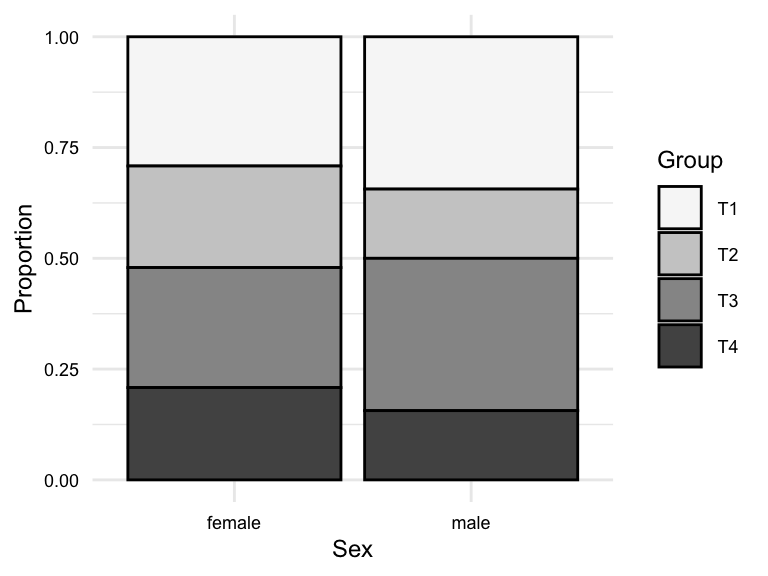 1.00
0.75
0.50
0.25
0.00
Proportion
female
male
Sex
Group
T1
T2
T3
T4